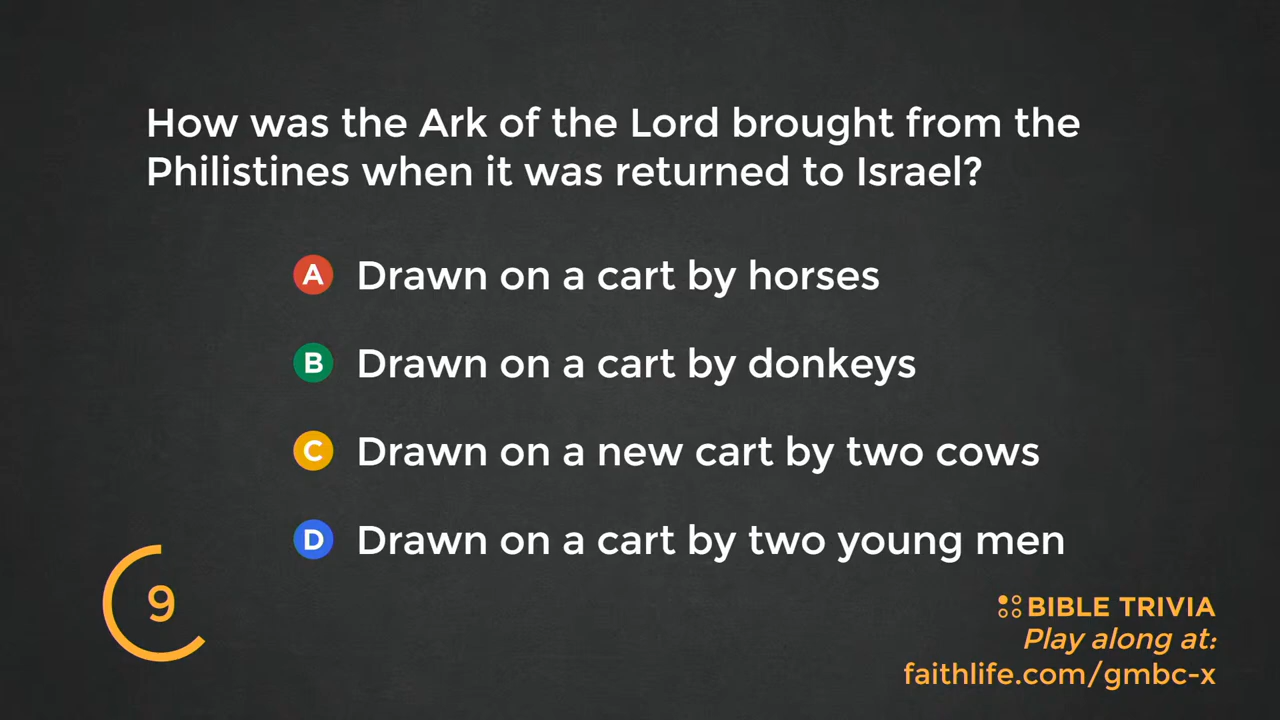 How was the Ark of the Lord brought from the
Philistines when it was returned to Israel?
A Drawn on a cart by horses
B Drawn on a cart by donkeys
C Drawn on a new cart by two cows
D Drawn on a cart by two young men
9
BIBLE TRIVIA
Play along at:
faithlife.com/gmbc-x